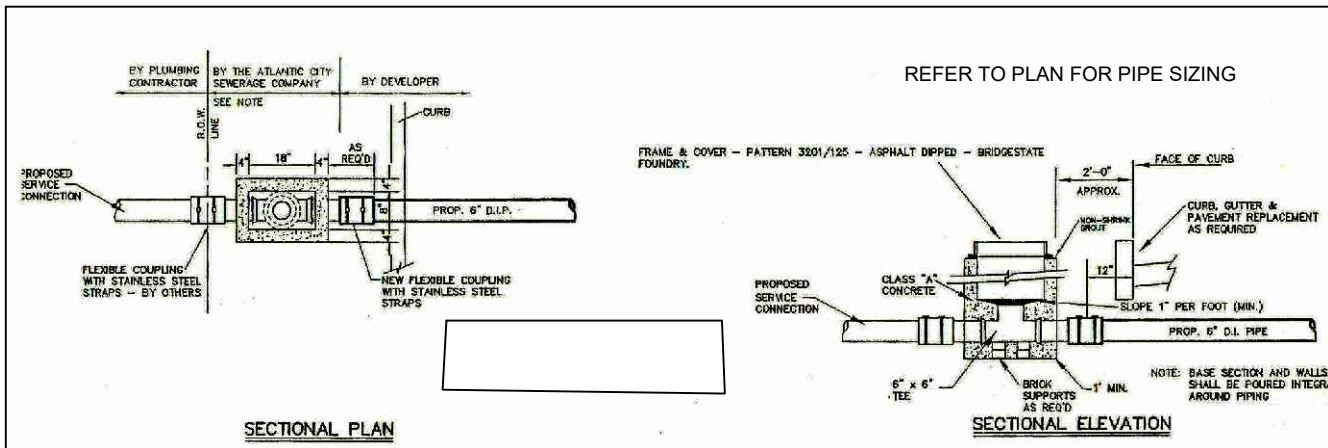 BY PLUMBING
CONTRACTOR
BY THE ATLANTIC CITY
SEWERAGE COMPANY
BY DEVELOPER
SEE NOTE
R.O.W.
LINE
CURB
4"
18"
4"
AS
REQ'D
4"
8"
4"
PROPOSED
SERVICE
CONNECTION
PROP. 6" D.I.P.
FLEXIBLE COUPLING
WITH STAINLESS STEEL
STRAPS - BY OTHERS
NEW FLEXIBLE COUPLING
WITH STAINLESS STEEL
STRAPS
SECTIONAL PLAN
REFER TO PLAN FOR PIPE SIZING
FRAME & COVER - PATTERN 3201/125 - ASPHALT DIPPED - BRIDGESTATE
FOUNDRY.
FACE OF CURB
2'-0"
APPROX.
NON-SHRINK
GROUT
CURB, GUTTER &
PAVEMENT REPLACEMENT
AS REQUIRED
12"
CLASS "A"
CONCRETE
SLOPE 1" PER FOOT (MIN.)
PROPOSED
SERVICE
CONNECTION
PROP. 6" D.I. PIPE
6" x 6"
TEE
BRICK
SUPPORTS
AS REQ'D
1' MIN.
NOTE: BASE SECTION AND WALLS
SHALL BE POURED INTEGRA
AROUND PIPING
SECTIONAL ELEVATION